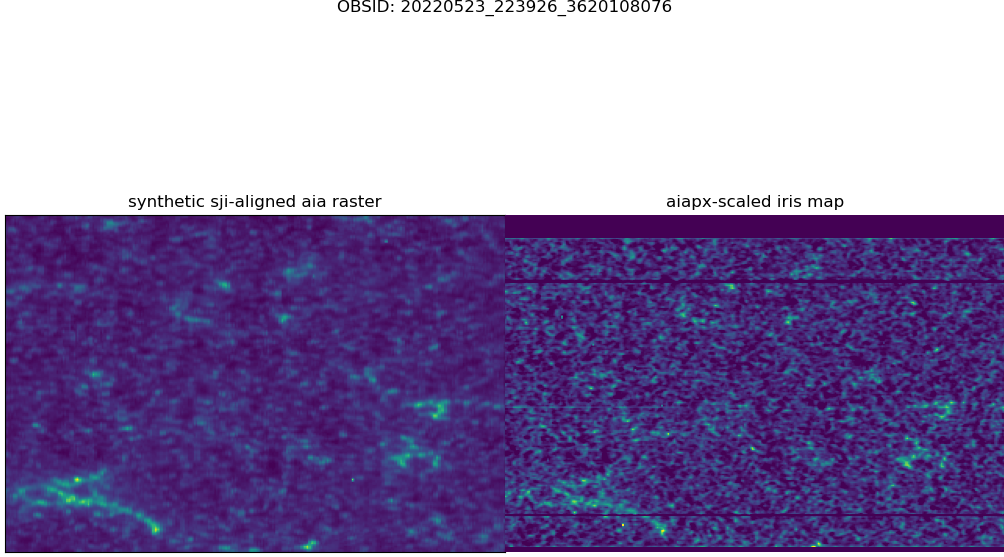 OBSID: 20220523_223926_3620108076
synthetic sji-aligned aia raster
aiapx-scaled iris map